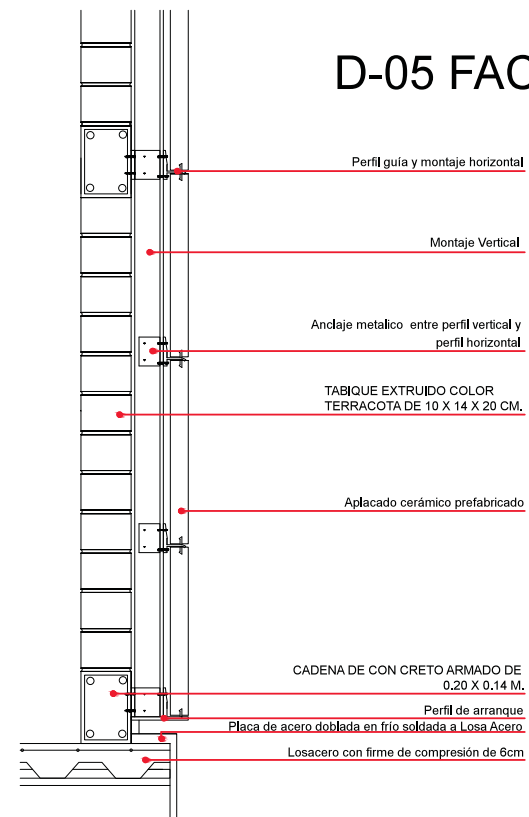 D-05 FAC
Perfil guía y montaje horizontal
Montaje Vertical
Anclaje metalico entre perfil vertical y
perfil horizontal
TABIQUE EXTRUIDO COLOR
TERRACOTA DE 10 X 14 X 20 CM.
Aplacado cerámico prefabricado
CADENA DE CON CRETO ARMADO DE
0.20 X 0.14 M.
Perfil de arranque
Placa de acero doblada en frío soldada a Losa Acero
Losacero con firme de compresión de 6cm